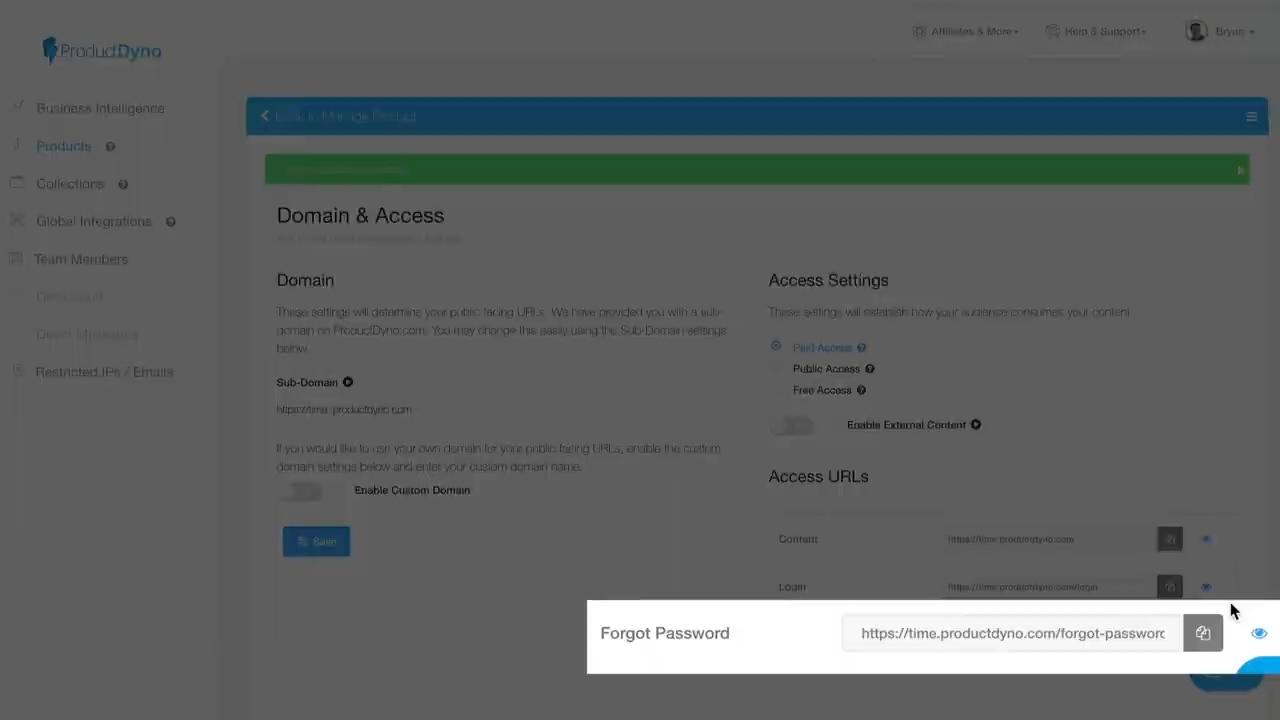 ProductDyno
Affiliates & More
Help & Support
Bryan
Business Intelligence
Products
Collections
Global Integrations
Team Members
Restricted IPs / Emails
Back to Manage Product
Domain & Access
Domain
These settings will determine your public facing URLs. We have provided you with a sub-
domain on ProductDyno.com. You may change this easily using the Sub-Domain settings
below.
Sub-Domain
https://time.productdyno.com
If you would like to use your own domain for your public facing URLs, enable the custom
domain settings below and enter your custom domain name.
Enable Custom Domain
Save
Access Settings
These settings will establish how your audience consumes your content
Paid Access
Public Access
Free Access
Enable External Content
Access URLs
Content
https://time.productdyno.com
Login
https://time.productdyno.com/login
Forgot Password
https://time.productdyno.com/forgot-password